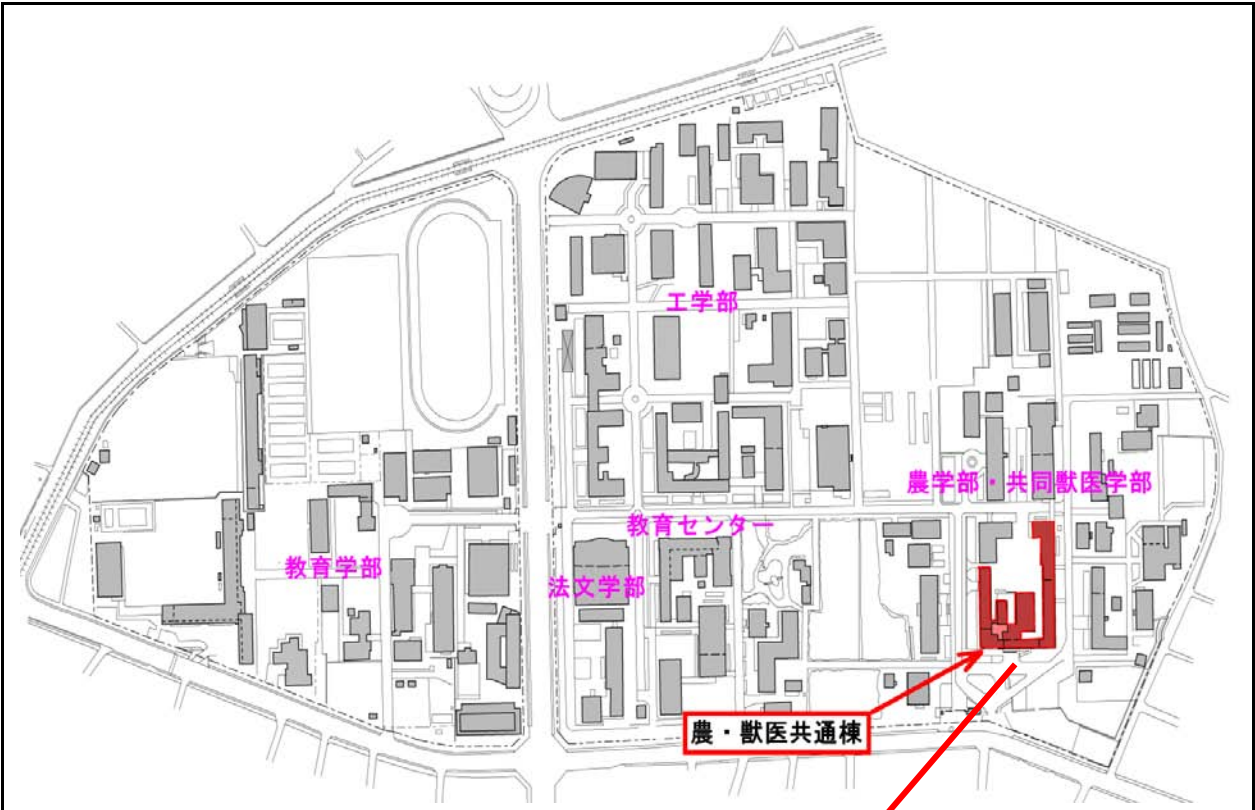 工学部
農学部・共同獣医学部
教育センター
教育学部
法文学部
農・獣医共通棟